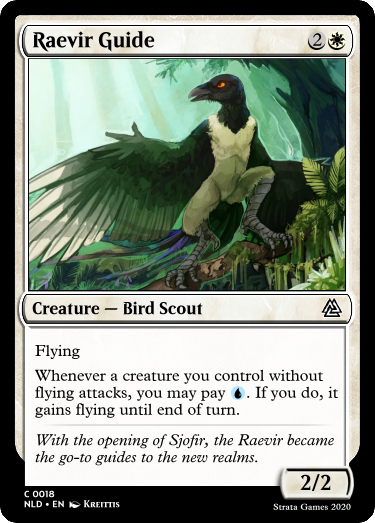 Raevir Guide 2
Creature — Bird Scout
Flying
Whenever a creature you control without
flying attacks, you may pay . If you do, it
gains flying until end of turn.
With the opening of Sjofir, the Raevir became
the go-to guides to the new realms.
2/2
C 0018
NLD • EN Kreittis
Strata Games 2020